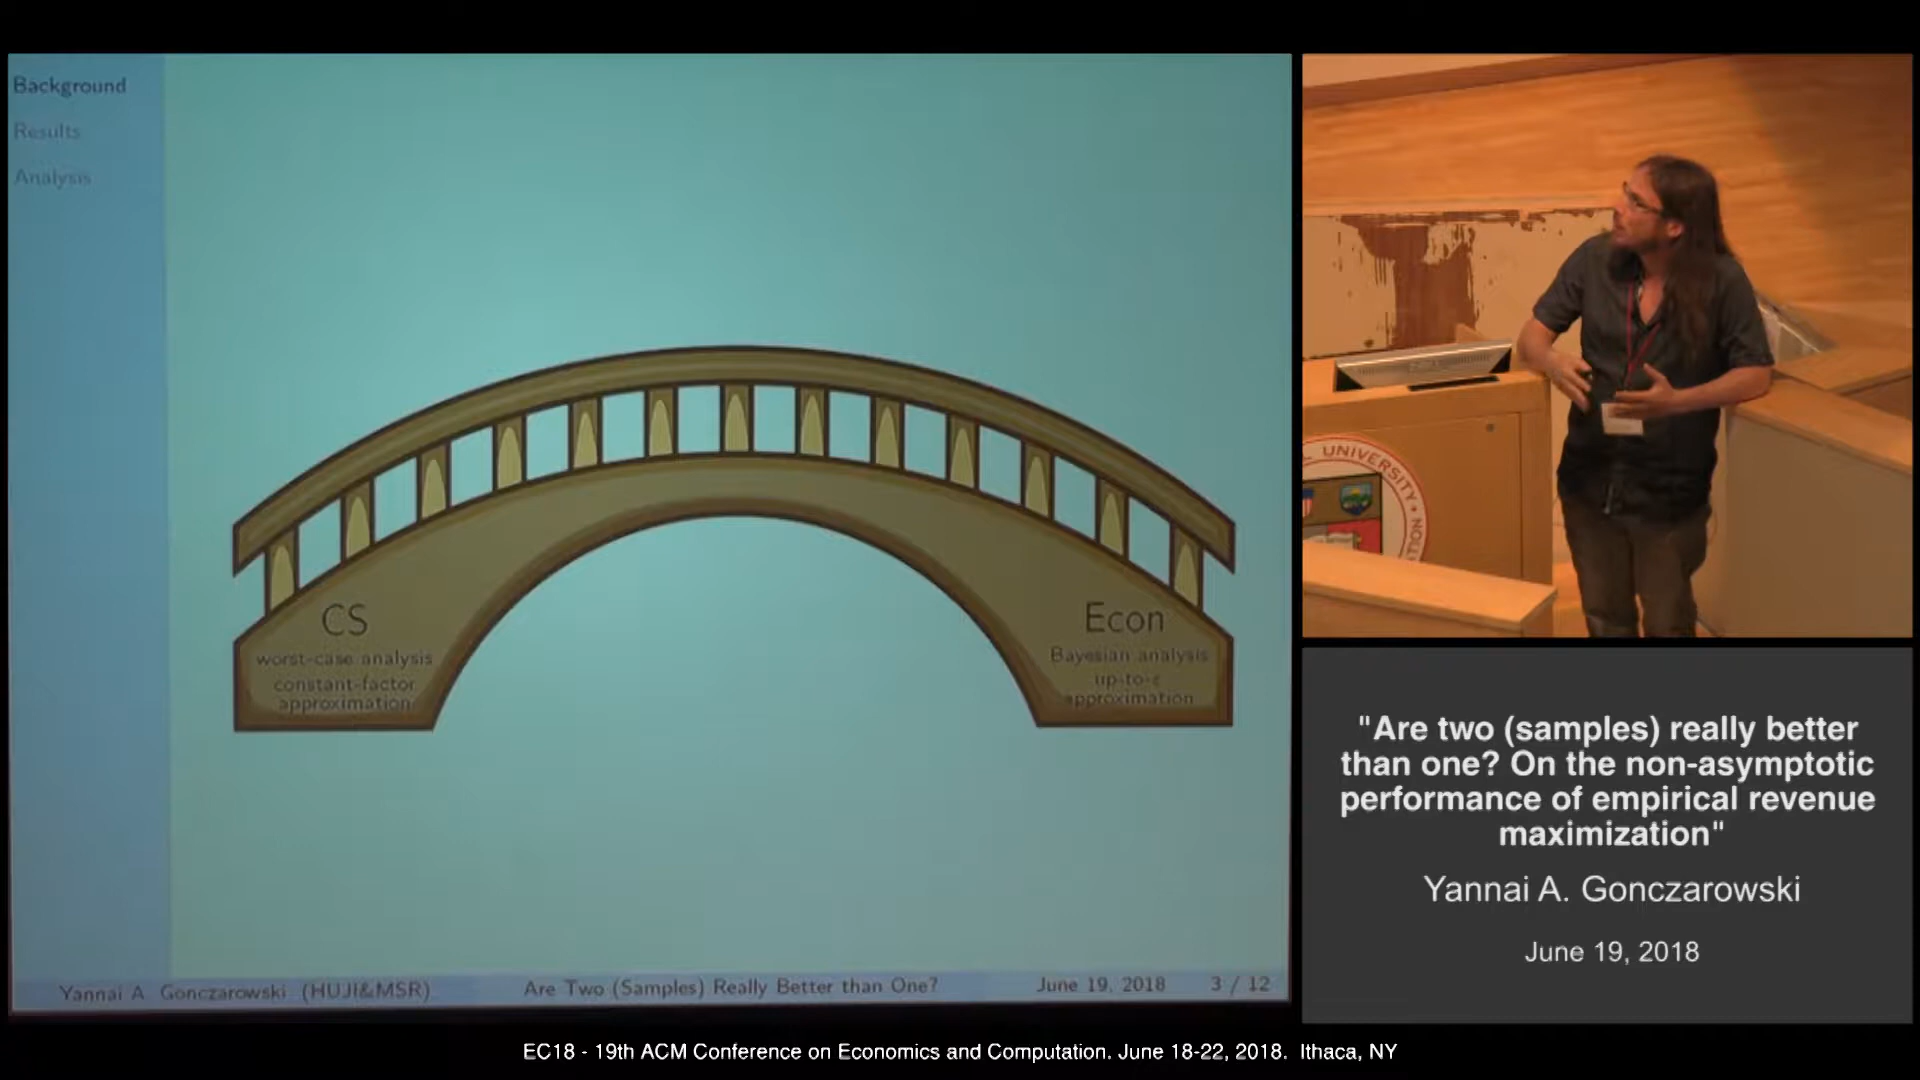 Background
Results
Analysis
CS
worst-case analysis
constant-factor
approximation
Econ
Bayesian analysis
up-to-ε
approximation
Yannai A. Gonczarowski (HUJI&MSR)
Are Two (Samples) Really Better than One?
June 19, 2018
3 / 12
UNIVERSITY
"Are two (samples) really better
than one? On the non-asymptotic
performance of empirical revenue
maximization"
Yannai A. Gonczarowski
June 19, 2018
EC18 - 19th ACM Conference on Economics and Computation. June 18-22, 2018. Ithaca, NY